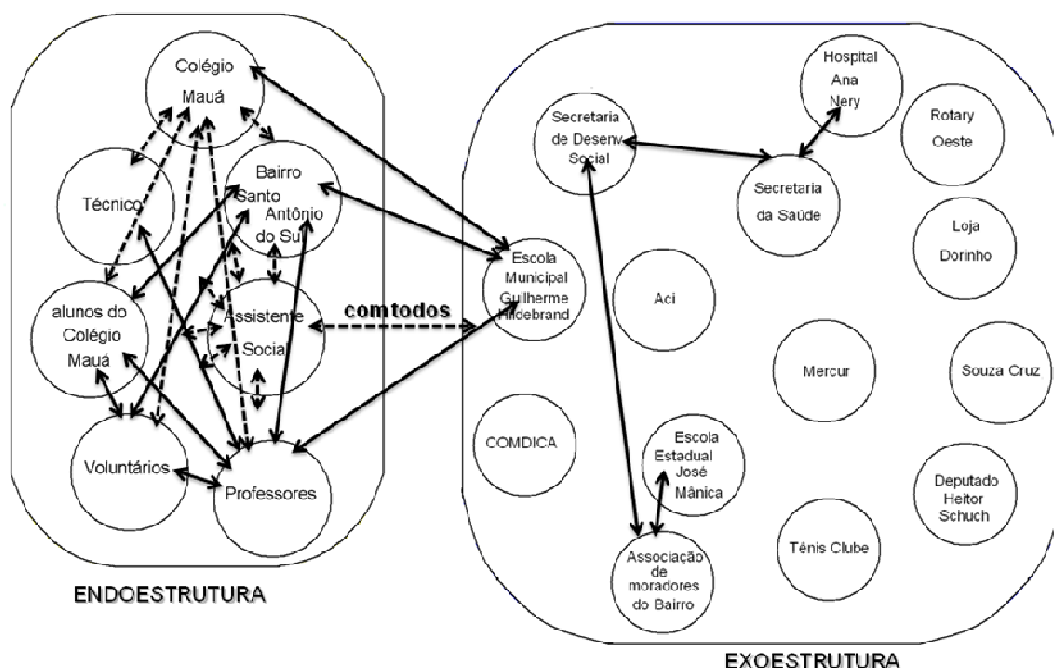 Colégio
Mauá
Técnico
Bairro
Santo
Antônio
do Sul
alunos do
Colégio
Mauá
Assistente
Social
Voluntários
Professores
ENDOESTRUTURA
comtodos
Secretaria
de Desenv.
Social
Hospital
Ana
Nery
Rotary
Oeste
Secretaria
da Saúde
Loja
Dorinho
Escola
Municipal
Guilherme
Hildebrand
Aci
Mercur
Souza Cruz
COMDICA
Escola
Estadual
José
Mânica
Deputado
Heitor
Schuch
Tênis Clube
Associação
de
moradores
do Bairro
EXOESTRUTURA